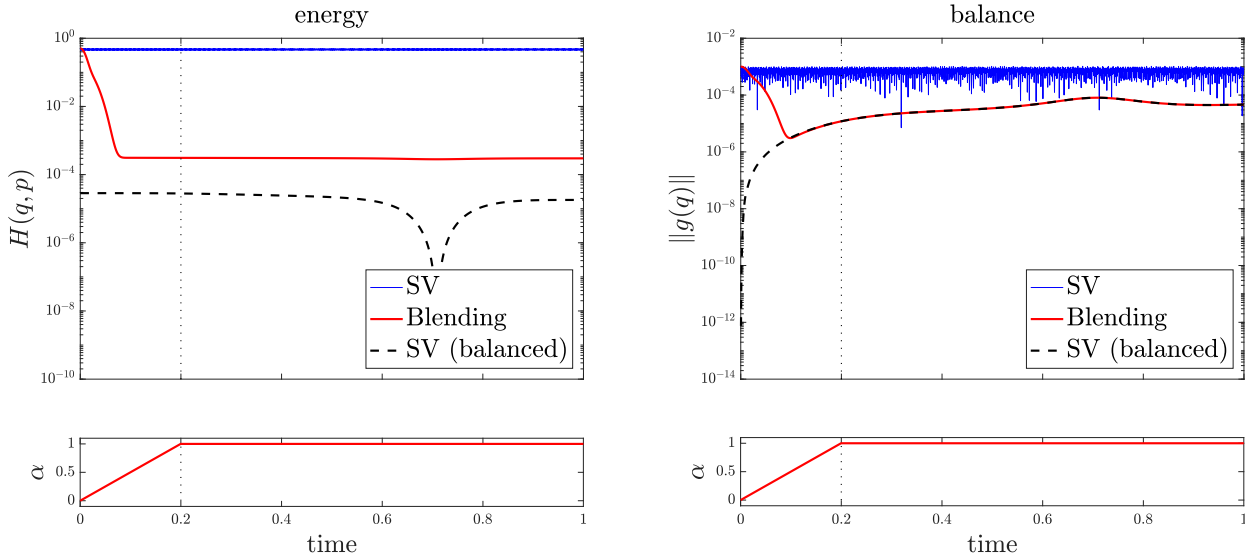 energy
10^0
10^-2
10^-4
10^-6
10^-8
10^-10
H(q, p)
SV
Blending
SV (balanced)
1
0.5
0
α
0 0.2 0.4 0.6 0.8 1
time
balance
10^-2
10^-4
10^-6
10^-8
10^-10
10^-12
10^-14
||g(q)||
SV
Blending
SV (balanced)
1
0.5
0
α
0 0.2 0.4 0.6 0.8 1
time